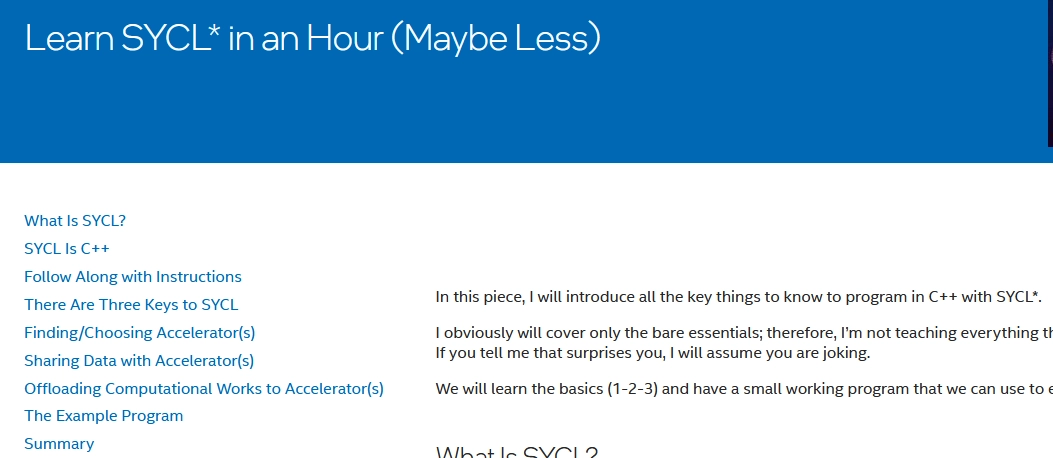 Learn SYCL* in an Hour (Maybe Less)
What Is SYCL?
SYCL Is C++
Follow Along with Instructions
There Are Three Keys to SYCL
Finding/Choosing Accelerator(s)
Sharing Data with Accelerator(s)
Offloading Computational Works to Accelerator(s)
The Example Program
Summary
In this piece, I will introduce all the key things to know to program in C++ with SYCL*.
I obviously will cover only the bare essentials; therefore, I'm not teaching everything
If you tell me that surprises you, I will assume you are joking.
We will learn the basics (1-2-3) and have a small working program that we can use to
What Is SYCL?